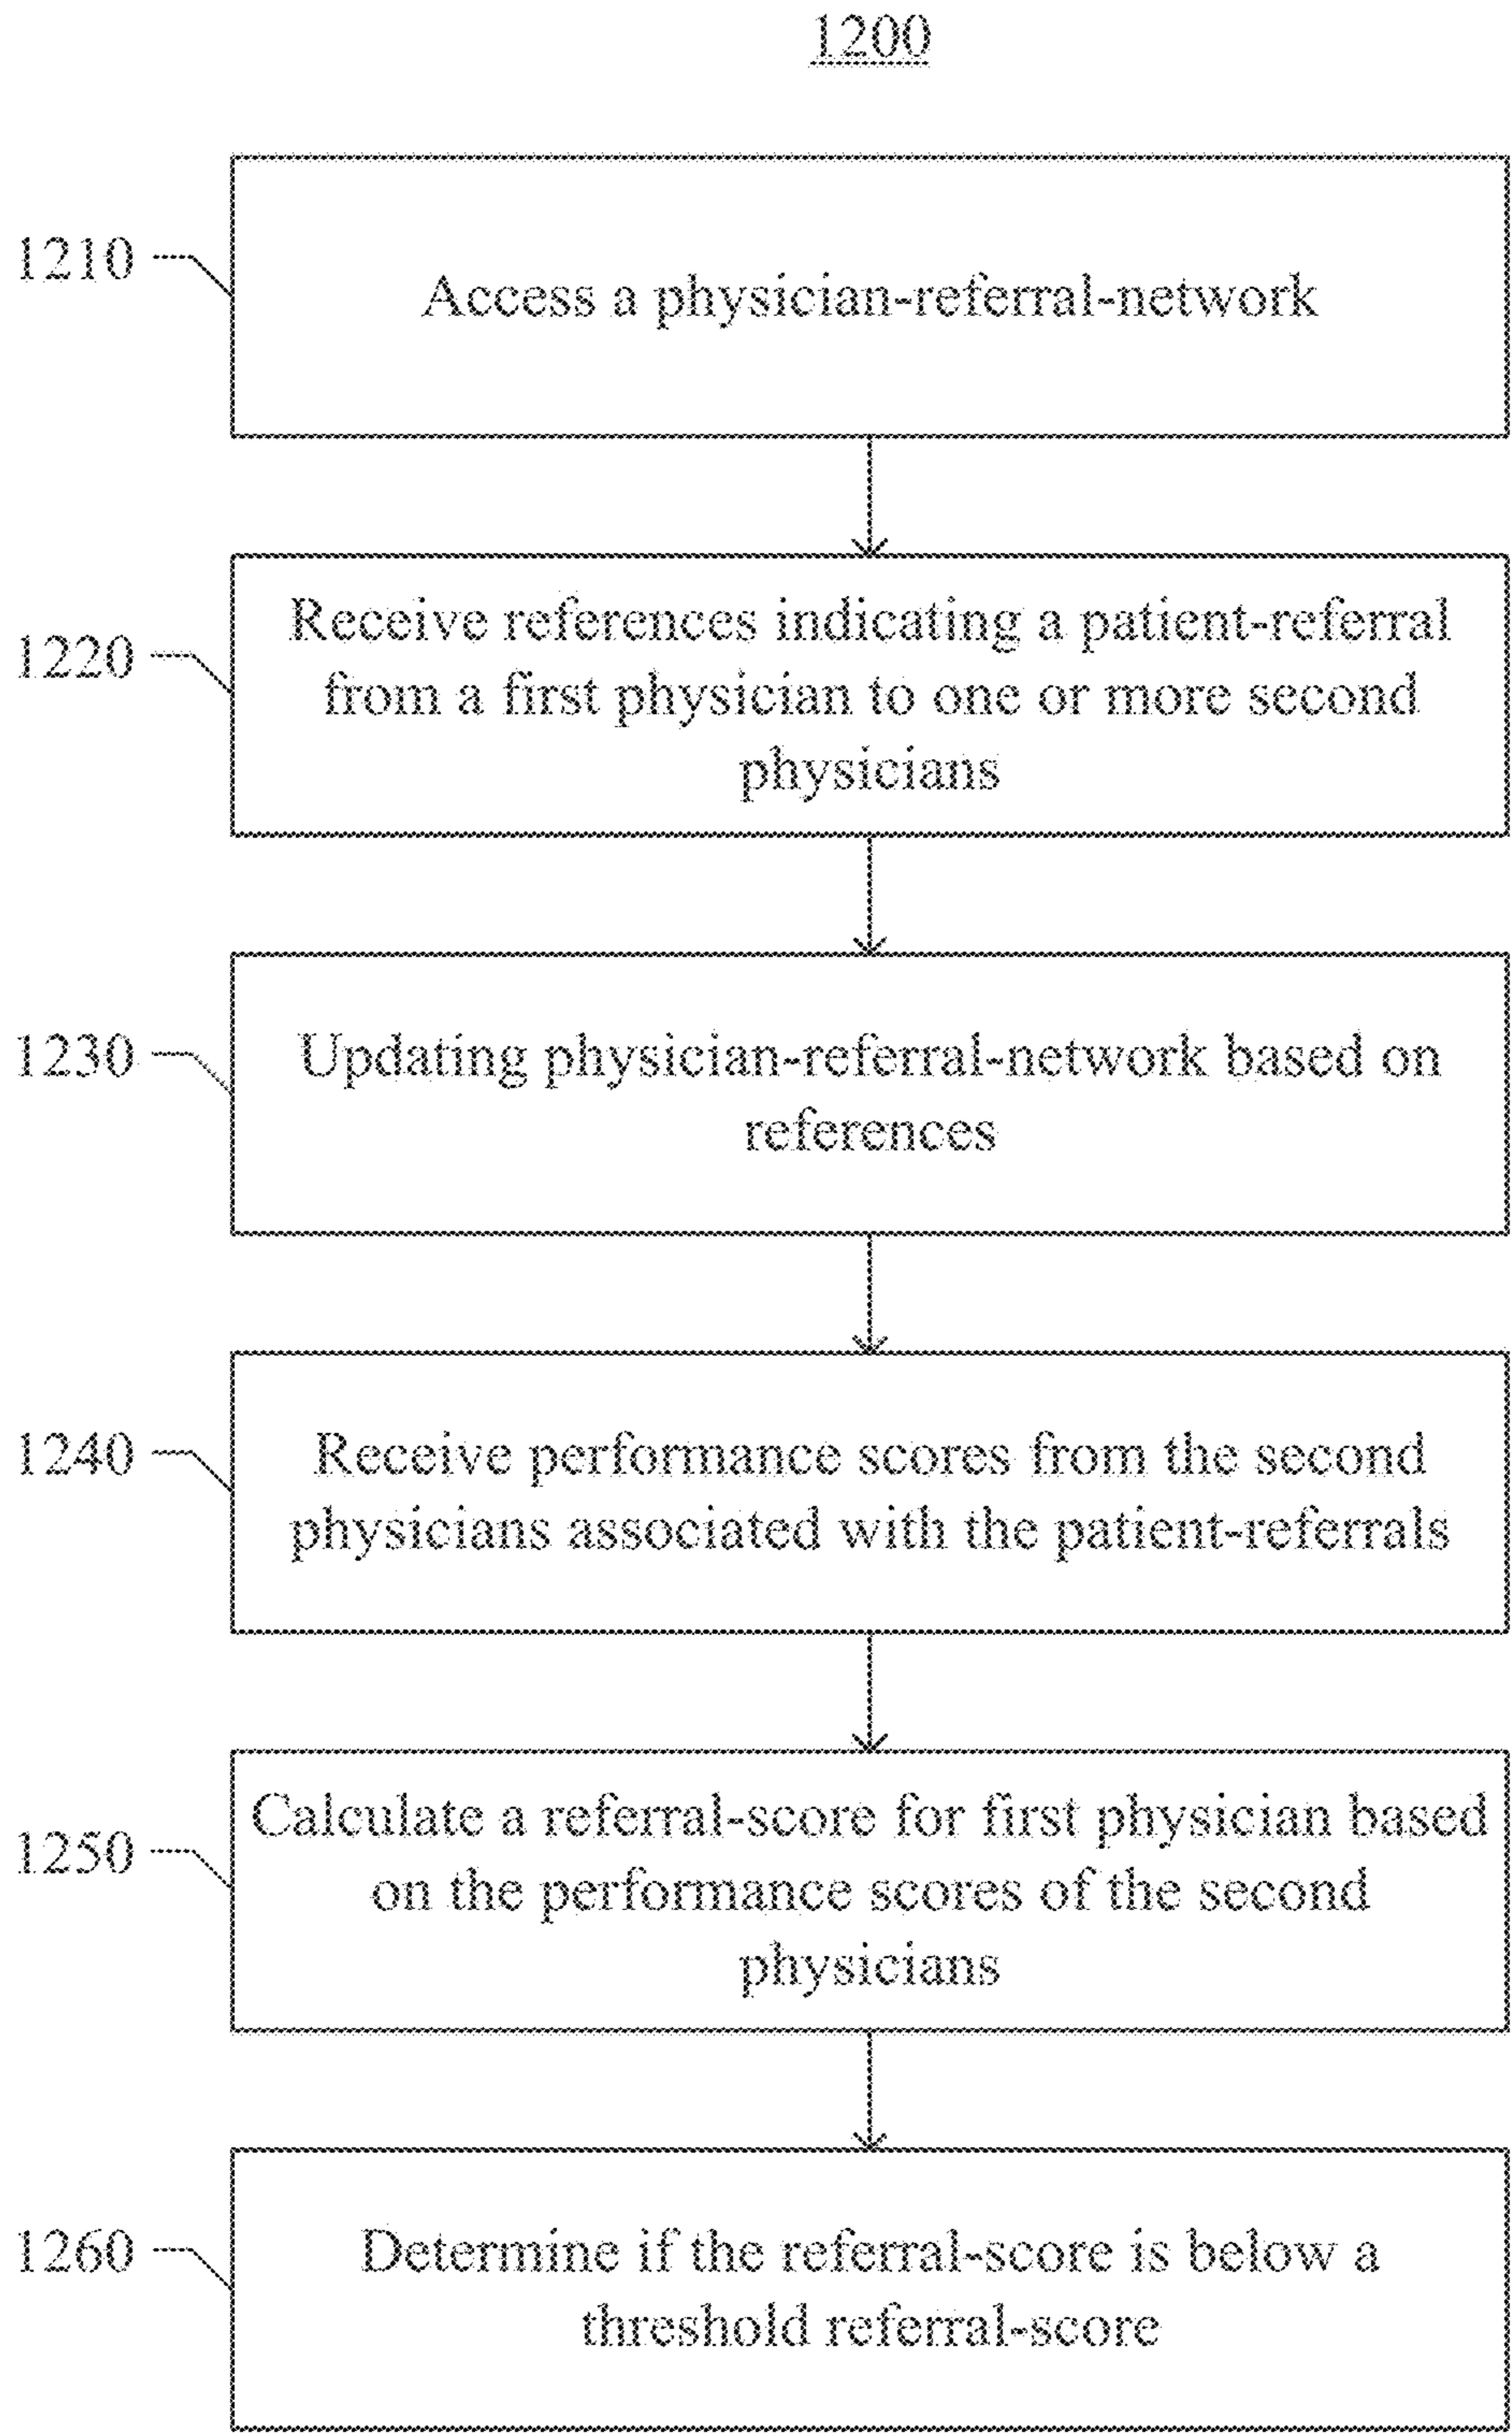 1200
1210
Access a physician-referral-network
1220
Receive references indicating a patient-referral
from a first physician to one or more second
physicians
1230
Updating physician-referral-network based on
references
1240
Receive performance scores from the second
physicians associated with the patient-referrals
1250
Calculate a referral-score for first physician based
on the performance scores of the second
physicians
1260
Determine if the referral-score is below a
threshold referral-score